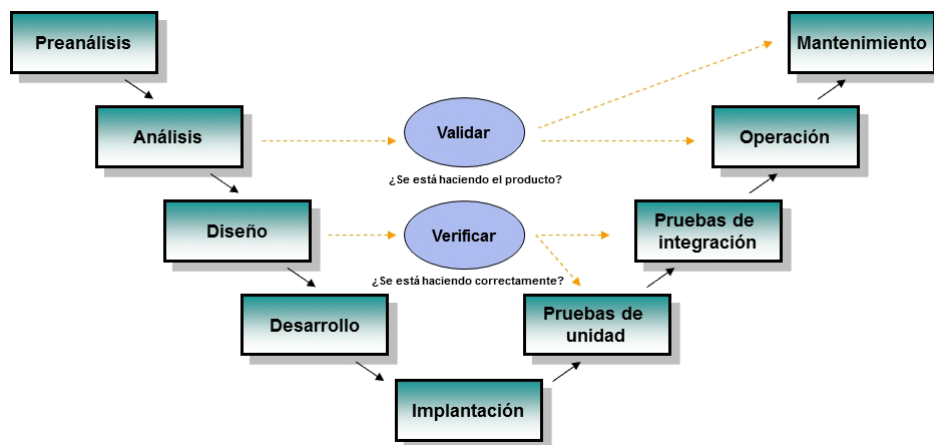 Preanálisis
Mantenimiento
Análisis
Validar
Operación
¿Se está haciendo el producto?
Diseño
Verificar
Pruebas de
integración
¿Se está haciendo correctamente?
Desarrollo
Pruebas de
unidad
Implantación